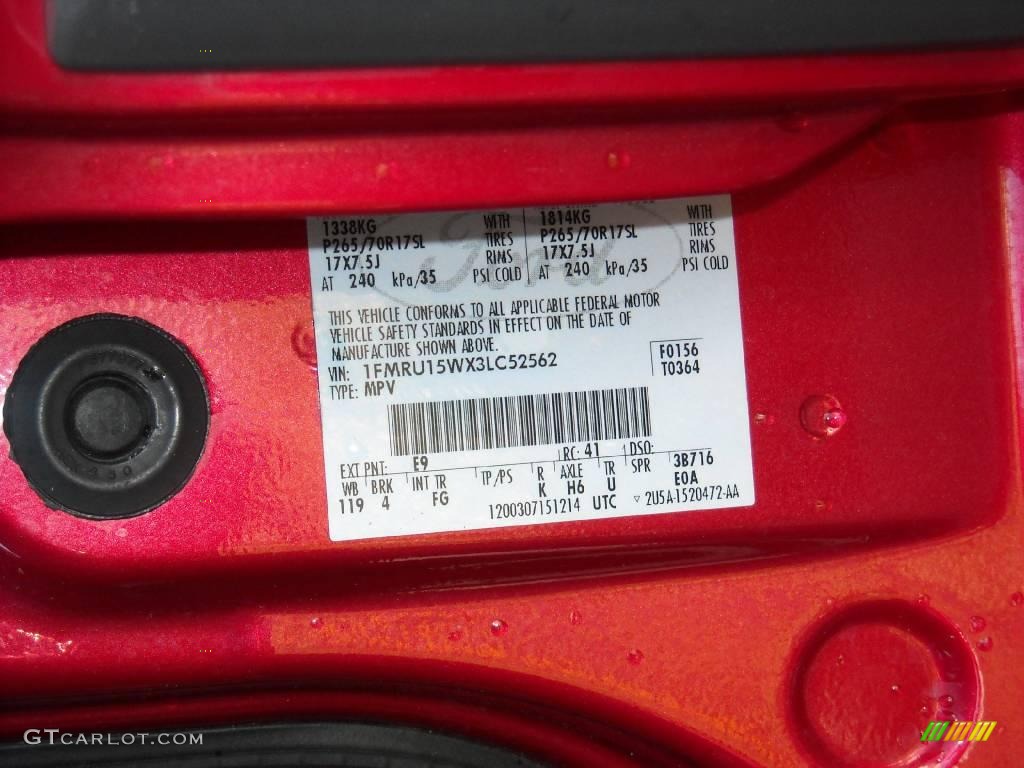 1338KG WITH 1814KG WITH
P265/70R17SL TIRES P265/70R17SL TIRES
17X7.5J RIMS 17X7.5J RIMS
AT 240 kPa/35 PSI COLD AT 240 kPa/35 PSI COLD
Ford
THIS VEHICLE CONFORMS TO ALL APPLICABLE FEDERAL MOTOR
VEHICLE SAFETY STANDARDS IN EFFECT ON THE DATE OF
MANUFACTURE SHOWN ABOVE.
VIN: 1FMRU15WX3LC52562 F0156
TYPE: MPV T0364
EXT PNT: E9 RC: 41 DSO:
WB BRK INT TR TP/PS R AXLE TR SPR 3B716
119 4 FG K H6 U E0A
1200307151214 UTC ▽ 2U5A-1520472-AA
GTCARLOT.COM